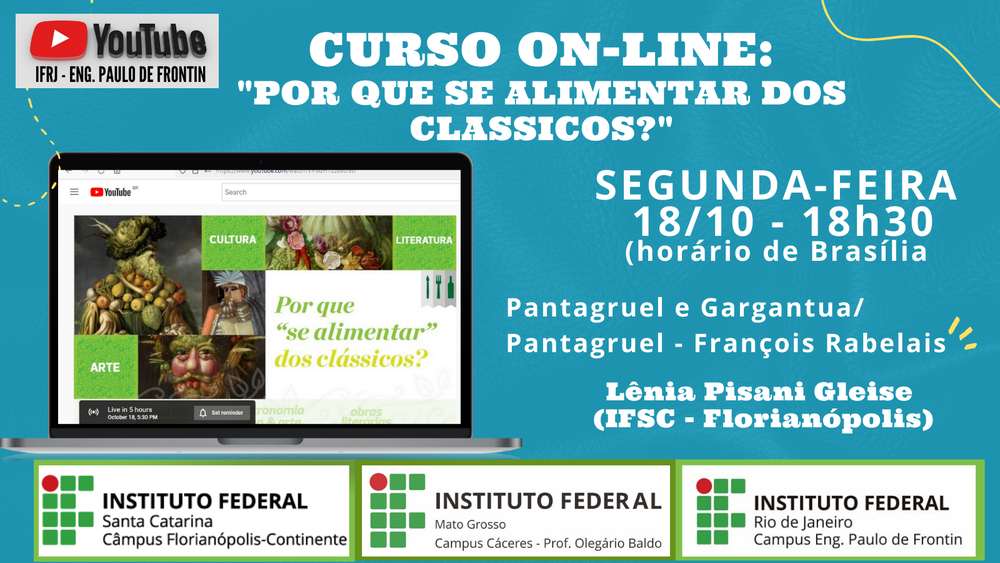 YouTube
IFRJ - ENG. PAULO DE FRONTIN
CURSO ON-LINE:
"POR QUE SE ALIMENTAR DOS
CLASSICOS?"
SEGUNDA-FEIRA
18/10 - 18h30
(horário de Brasília
Pantagruel e Gargantua/
Pantagruel - François Rabelais
Lênia Pisani Gleise
(IFSC - Florianópolis)
YouTube BR
Search
CULTURA
LITERATURA
Por que
“se alimentar”
dos clássicos?
ARTE
Live in 5 hours
October 18, 5:30 PM
Set reminder
obras
literárias
& arte
INSTITUTO FEDERAL
Santa Catarina
Câmpus Florianópolis-Continente
INSTITUTO FEDERAL
Mato Grosso
Campus Cáceres - Prof. Olegário Baldo
INSTITUTO FEDERAL
Rio de Janeiro
Campus Eng. Paulo de Frontin